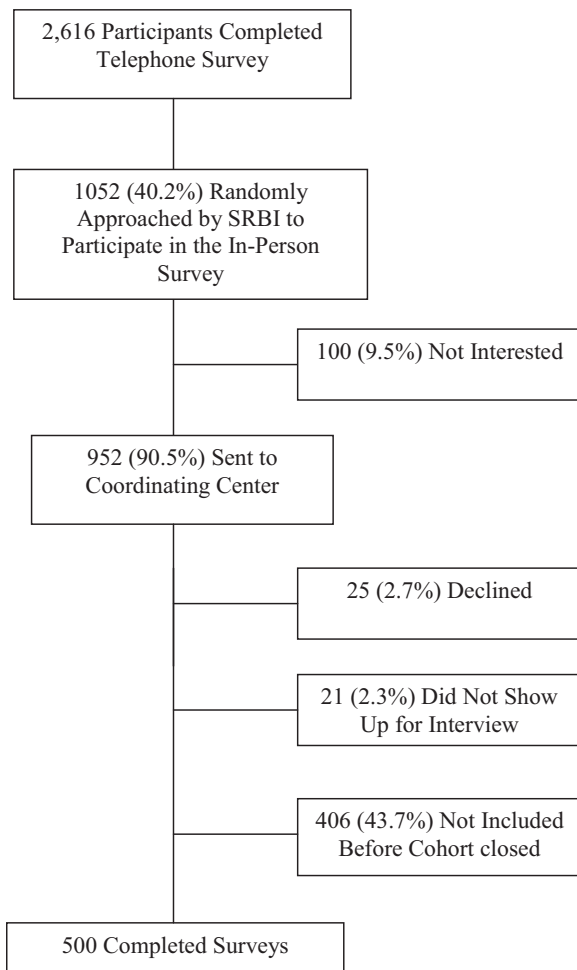 2,616 Participants Completed
Telephone Survey
1052 (40.2%) Randomly
Approached by SRBI to
Participate in the In-Person
Survey
100 (9.5%) Not Interested
952 (90.5%) Sent to
Coordinating Center
25 (2.7%) Declined
21 (2.3%) Did Not Show
Up for Interview
406 (43.7%) Not Included
Before Cohort closed
500 Completed Surveys